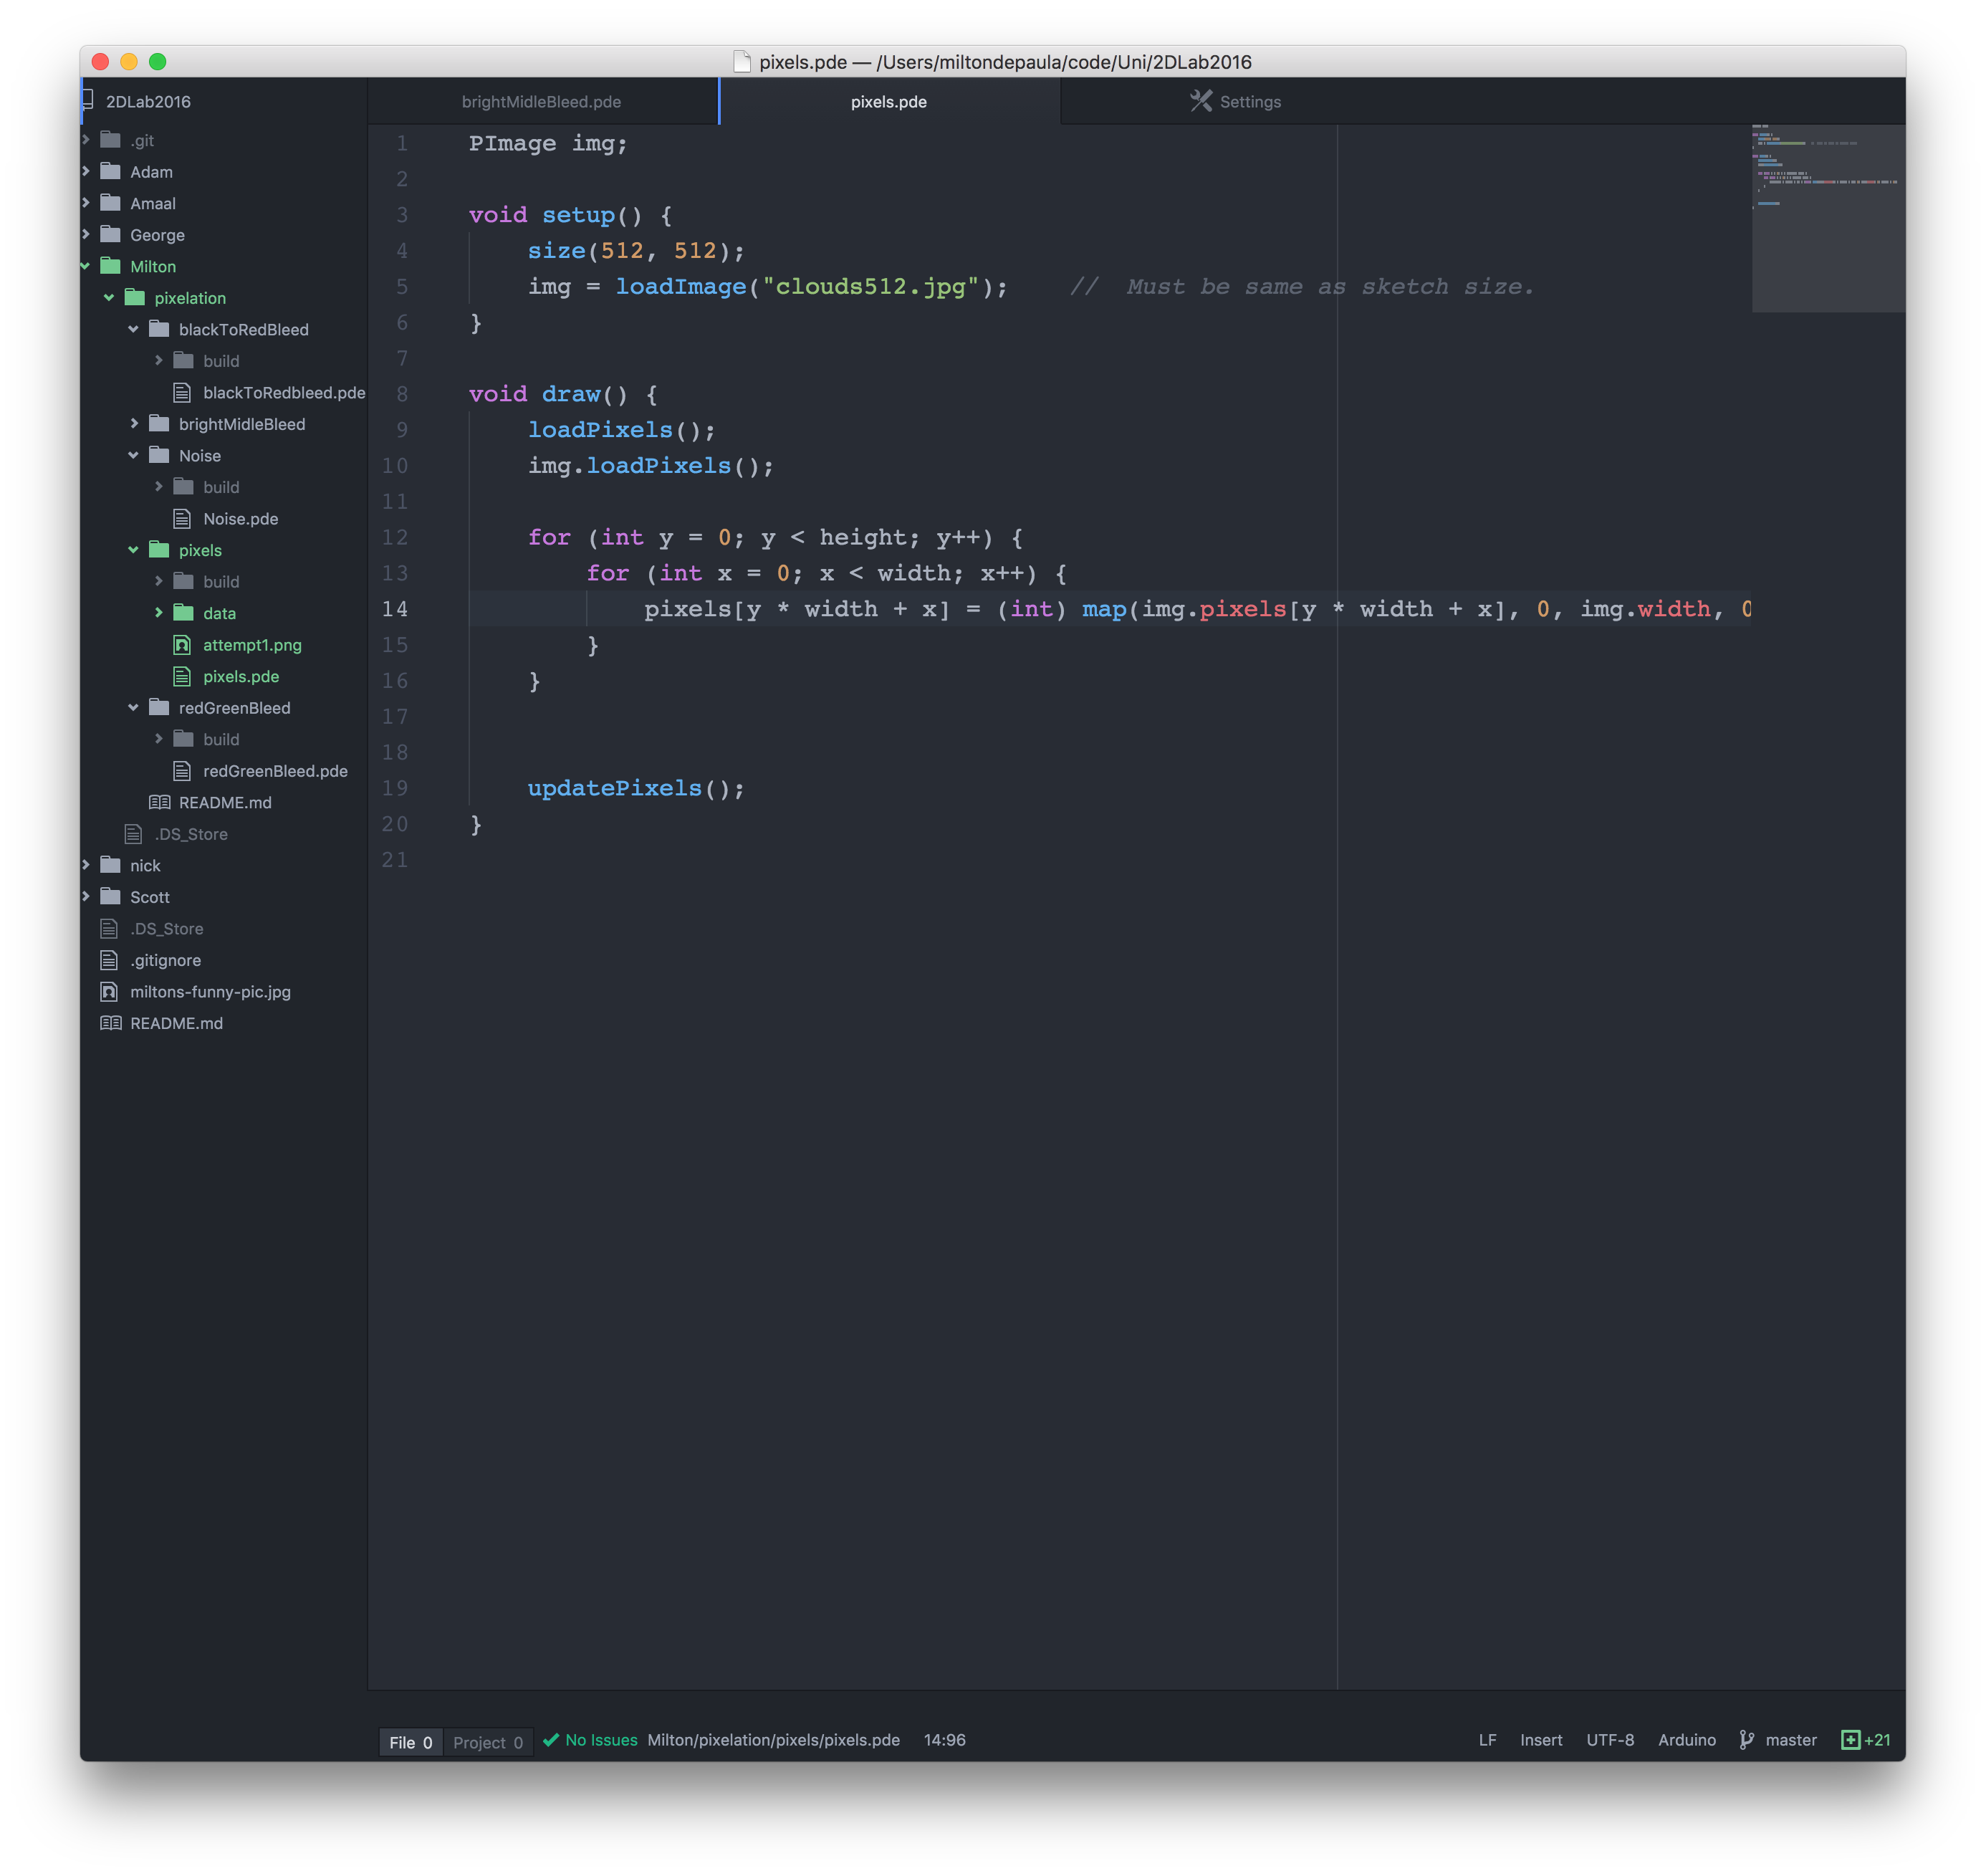 pixels.pde — /Users/miltondepaula/code/Uni/2DLab2016
2DLab2016
.git
Adam
Amaal
George
Milton
pixelation
blackToRedBleed
build
blackToRedbleed.pde
brightMidleBleed
Noise
build
Noise.pde
pixels
build
data
attempt1.png
pixels.pde
redGreenBleed
build
redGreenBleed.pde
README.md
.DS_Store
nick
Scott
.DS_Store
.gitignore
miltons-funny-pic.jpg
README.md
brightMidleBleed.pde pixels.pde Settings
1 PImage img;
2
3 void setup() {
4 size(512, 512);
5 img = loadImage("clouds512.jpg"); // Must be same as sketch size.
6 }
7
8 void draw() {
9 loadPixels();
10 img.loadPixels();
11
12 for (int y = 0; y < height; y++) {
13 for (int x = 0; x < width; x++) {
14 pixels[y * width + x] = (int) map(img.pixels[y * width + x], 0, img.width, 0
15 }
16 }
17
18
19 updatePixels();
20 }
21
File 0 Project 0 No Issues Milton/pixelation/pixels/pixels.pde 14:96 LF Insert UTF-8 Arduino master +21